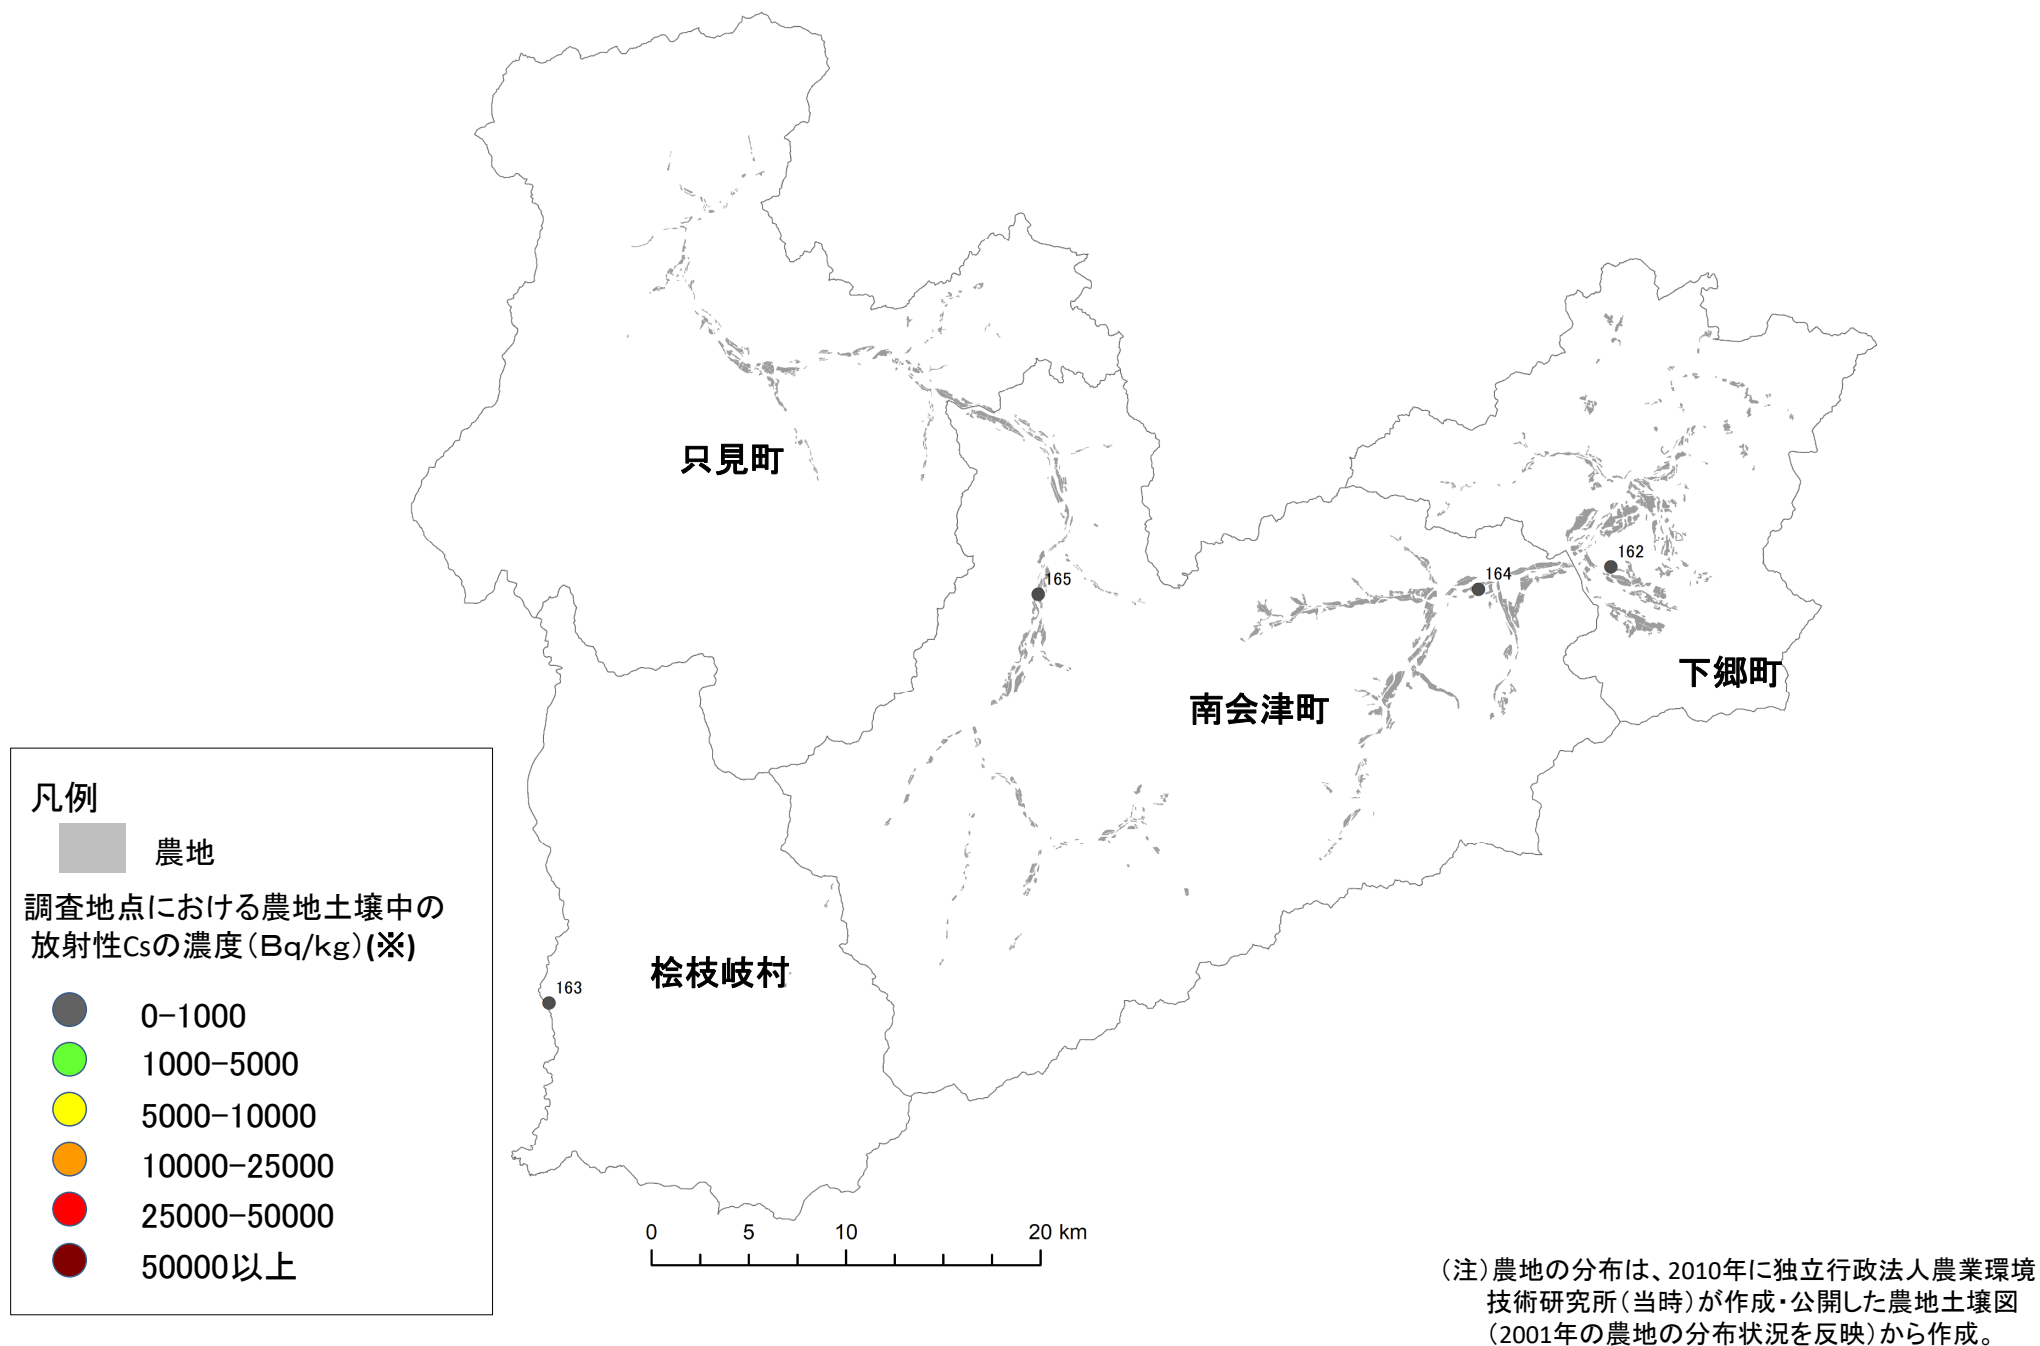 只見町
165
162
164
下郷町
南会津町
桧枝岐村
163
凡例
農地
調査地点における農地土壌中の
放射性Csの濃度(Bq/kg)(※)
0-1000
1000-5000
5000-10000
10000-25000
25000-50000
50000以上
0 5 10 20 km
(注)農地の分布は、2010年に独立行政法人農業環境
技術研究所(当時)が作成・公開した農地土壌図
(2001年の農地の分布状況を反映)から作成。